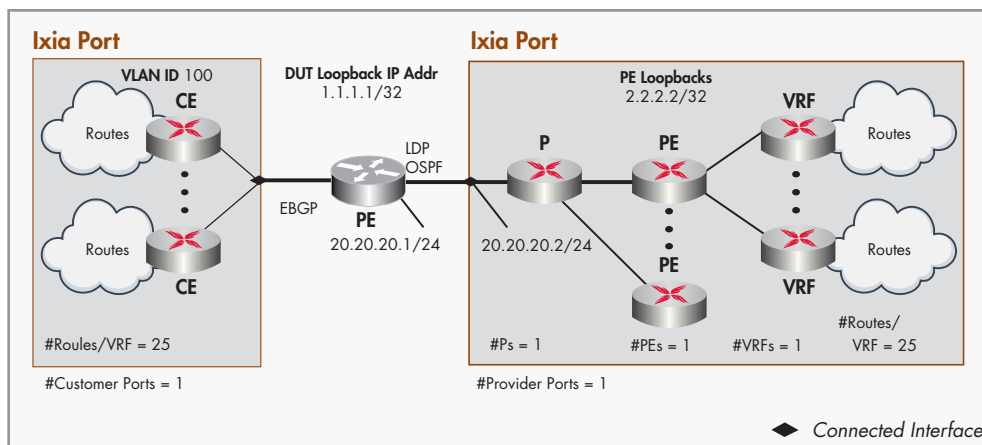 Ixia Port
VLAN ID 100
CE
Routes
Routes
CE
#Roules/VRF = 25
#Customer Ports = 1
DUT Loopback IP Addr
1.1.1.1/32
LDP
OSPF
EBGP
PE
20.20.20.1/24
Ixia Port
PE Loopbacks
2.2.2.2/32
20.20.20.2/24
P
PE
PE
VRF
Routes
Routes
VRF
#Ps = 1
#PEs = 1
#VRFs = 1
#Routes/
VRF = 25
#Provider Ports = 1
Connected Interface